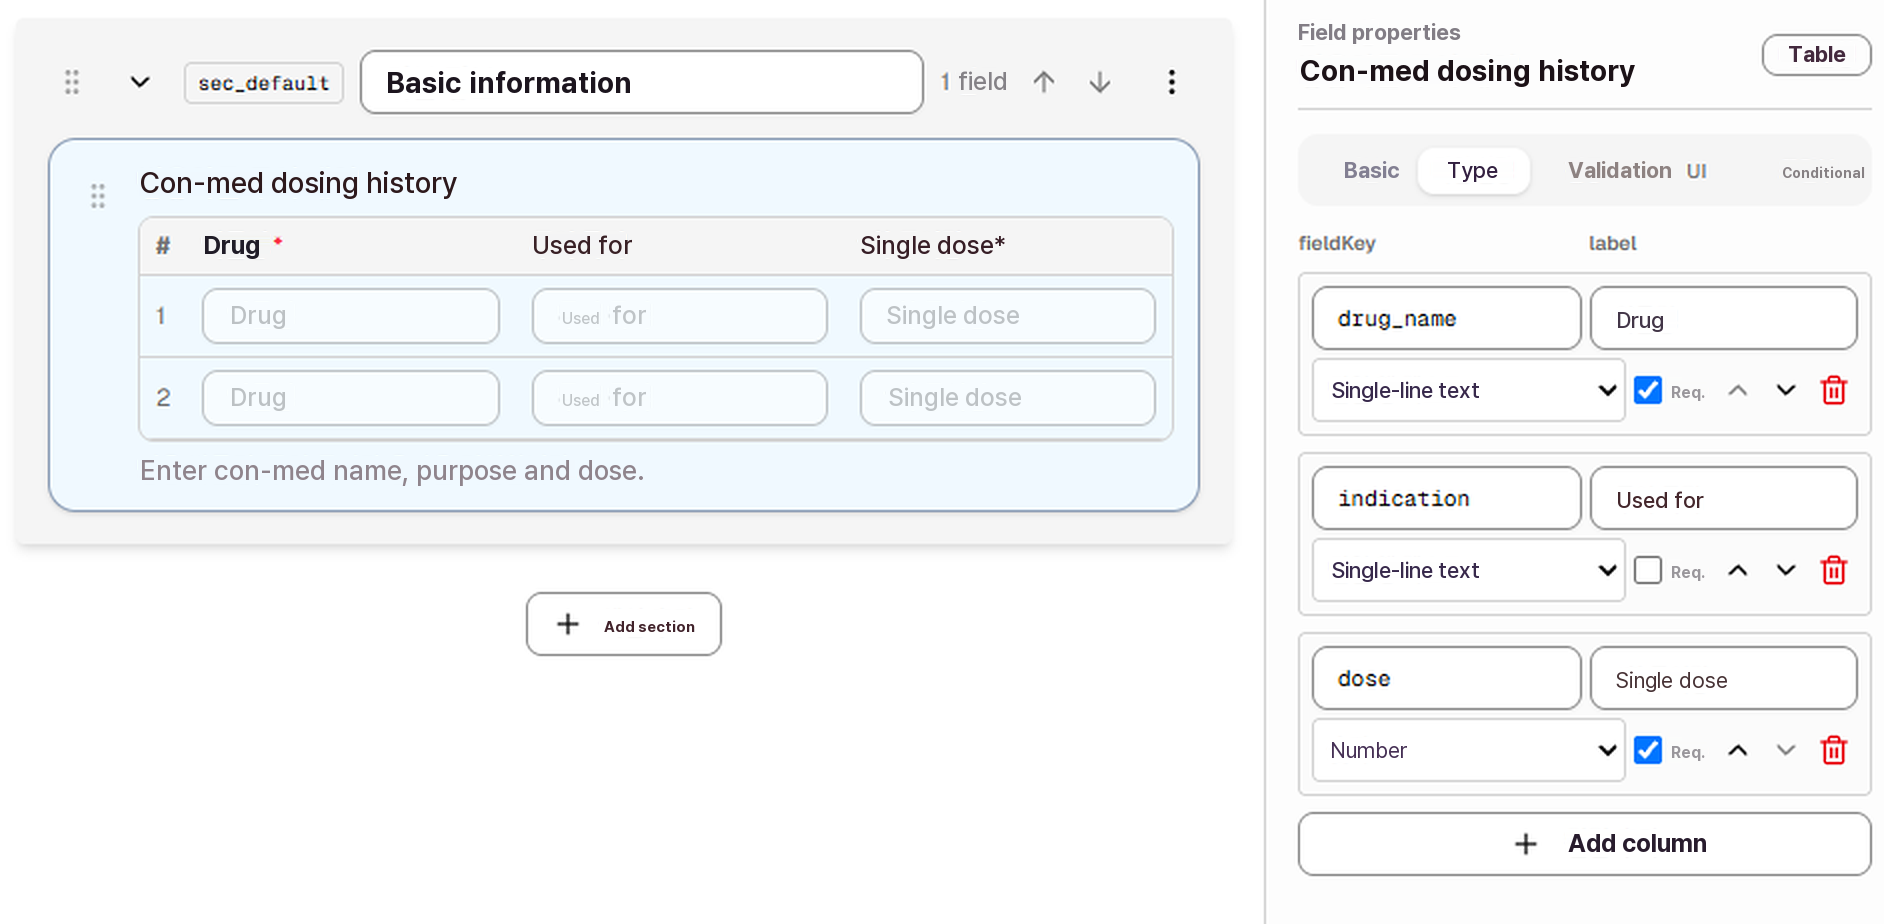 sec_default Basic information 1 field
Con-med dosing history
# Drug * Used for Single dose*
1 Drug Used for Single dose
2 Drug Used for Single dose
Enter con-med name, purpose and dose.
+ Add section
Field properties
Con-med dosing history
Table
Basic Type Validation UI Conditional
fieldKey label
drug_name Drug
Single-line text Req.
indication Used for
Single-line text Req.
dose Single dose
Number Req.
+ Add column